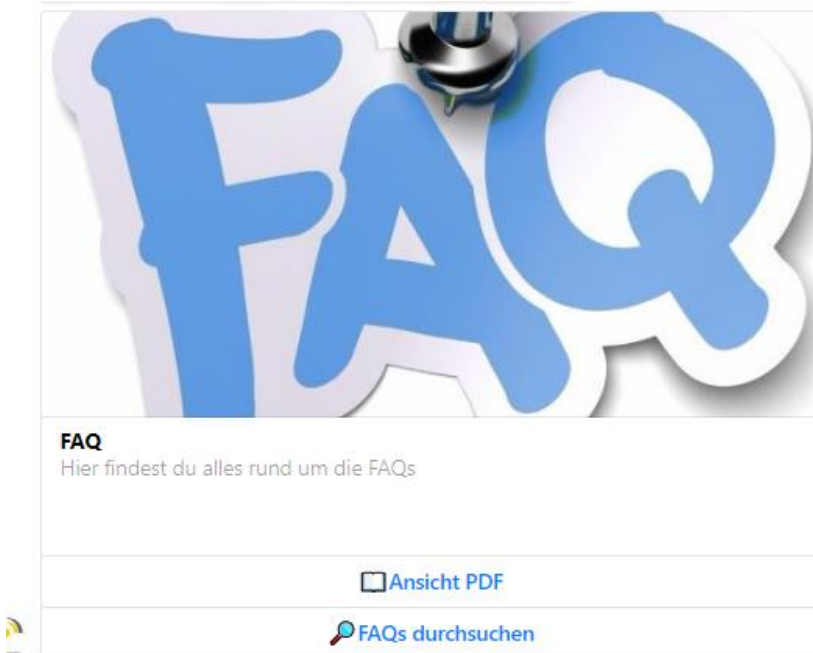 FAQ
FAQ
Hier findest du alles rund um die FAQs
Ansicht PDF
FAQs durchsuchen